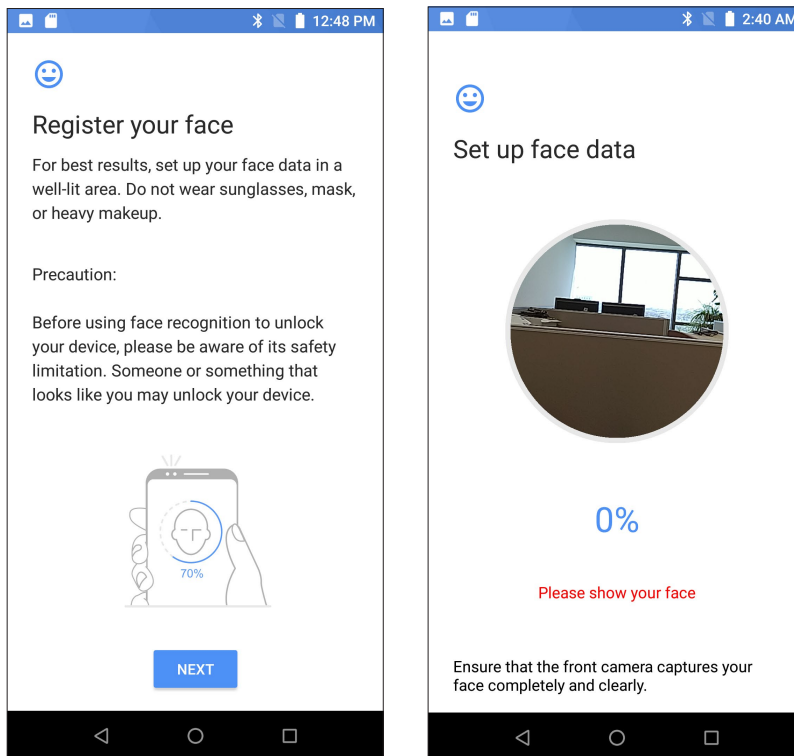 12:48 PM
Register your face
For best results, set up your face data in a
well-lit area. Do not wear sunglasses, mask,
or heavy makeup.
Precaution:
Before using face recognition to unlock
your device, please be aware of its safety
limitation. Someone or something that
looks like you may unlock your device.
70%
NEXT
2:40 AM
Set up face data
0%
Please show your face
Ensure that the front camera captures your
face completely and clearly.